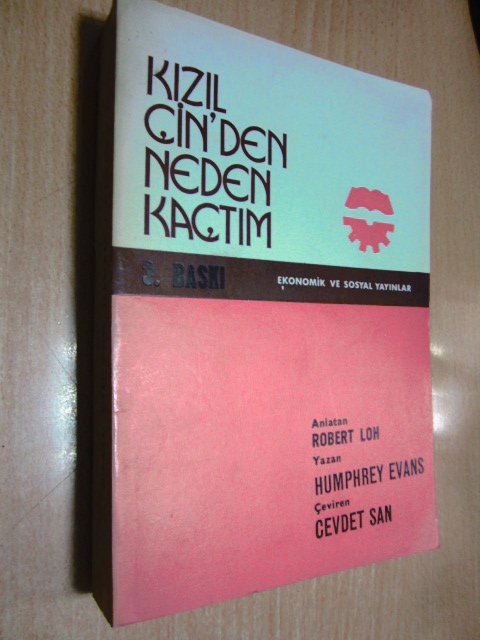 KIZIL
ÇİN'DEN
NEDEN
KAÇTIM
3. BASKI
EKONOMİK VE SOSYAL YAYINLAR
Anlatan
ROBERT LOH
Yazan
HUMPHREY EVANS
Çeviren
CEVDET SAN